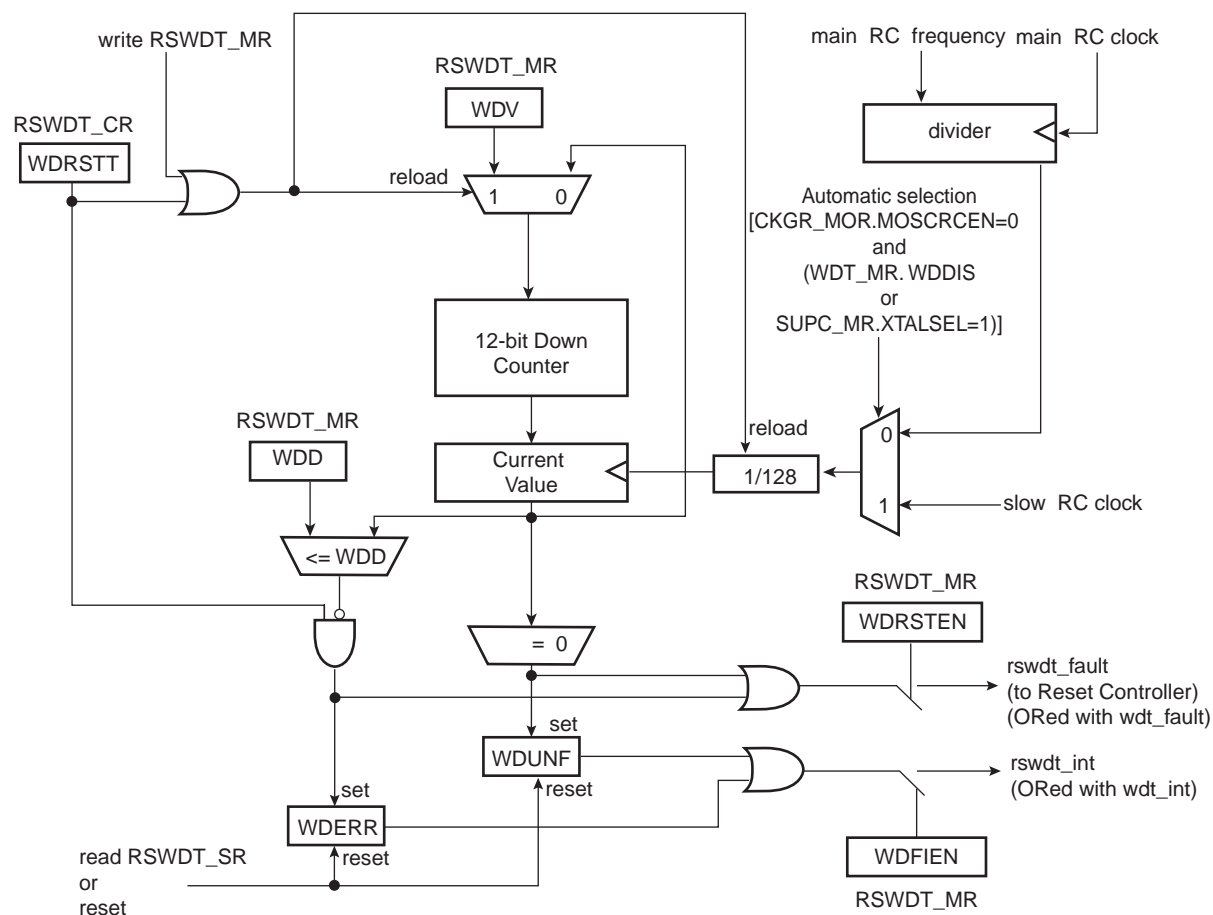 write RSWDT_MR
main RC frequency
main RC clock
RSWDT_MR
WDV
divider
RSWDT_CR
WDRSTT
reload
1 0
Automatic selection
[CKGR_MOR.MOSCRCEN=0
and
(WDT_MR. WDDIS
or
SUPC_MR.XTALSEL=1)]
12-bit Down
Counter
RSWDT_MR
WDD
reload
0
Current
Value
1/128
1
slow RC clock
<= WDD
RSWDT_MR
WDRSTEN
= 0
rswdt_fault
(to Reset Controller)
(ORed with wdt_fault)
set
WDUNF
reset
rswdt_int
(ORed with wdt_int)
set
WDERR
reset
WDFIEN
RSWDT_MR
read RSWDT_SR
or
reset